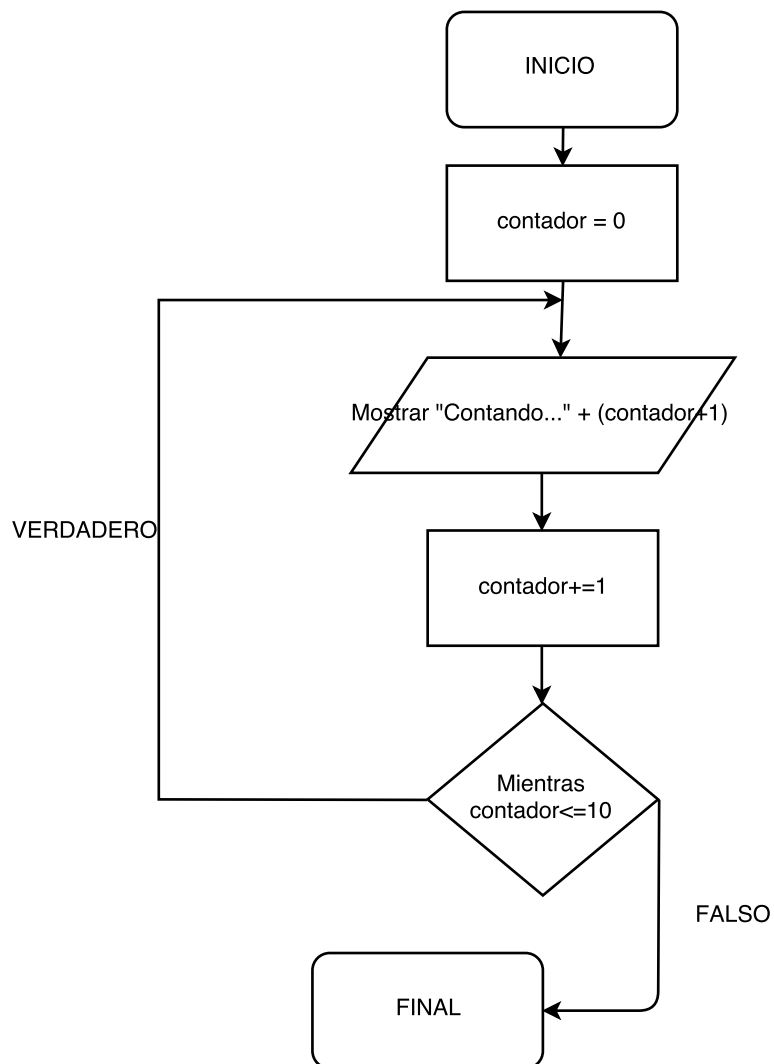 INICIO
contador = 0
Mostrar "Contando..." + (contador+1)
VERDADERO
contador+=1
Mientras
contador<=10
FALSO
FINAL